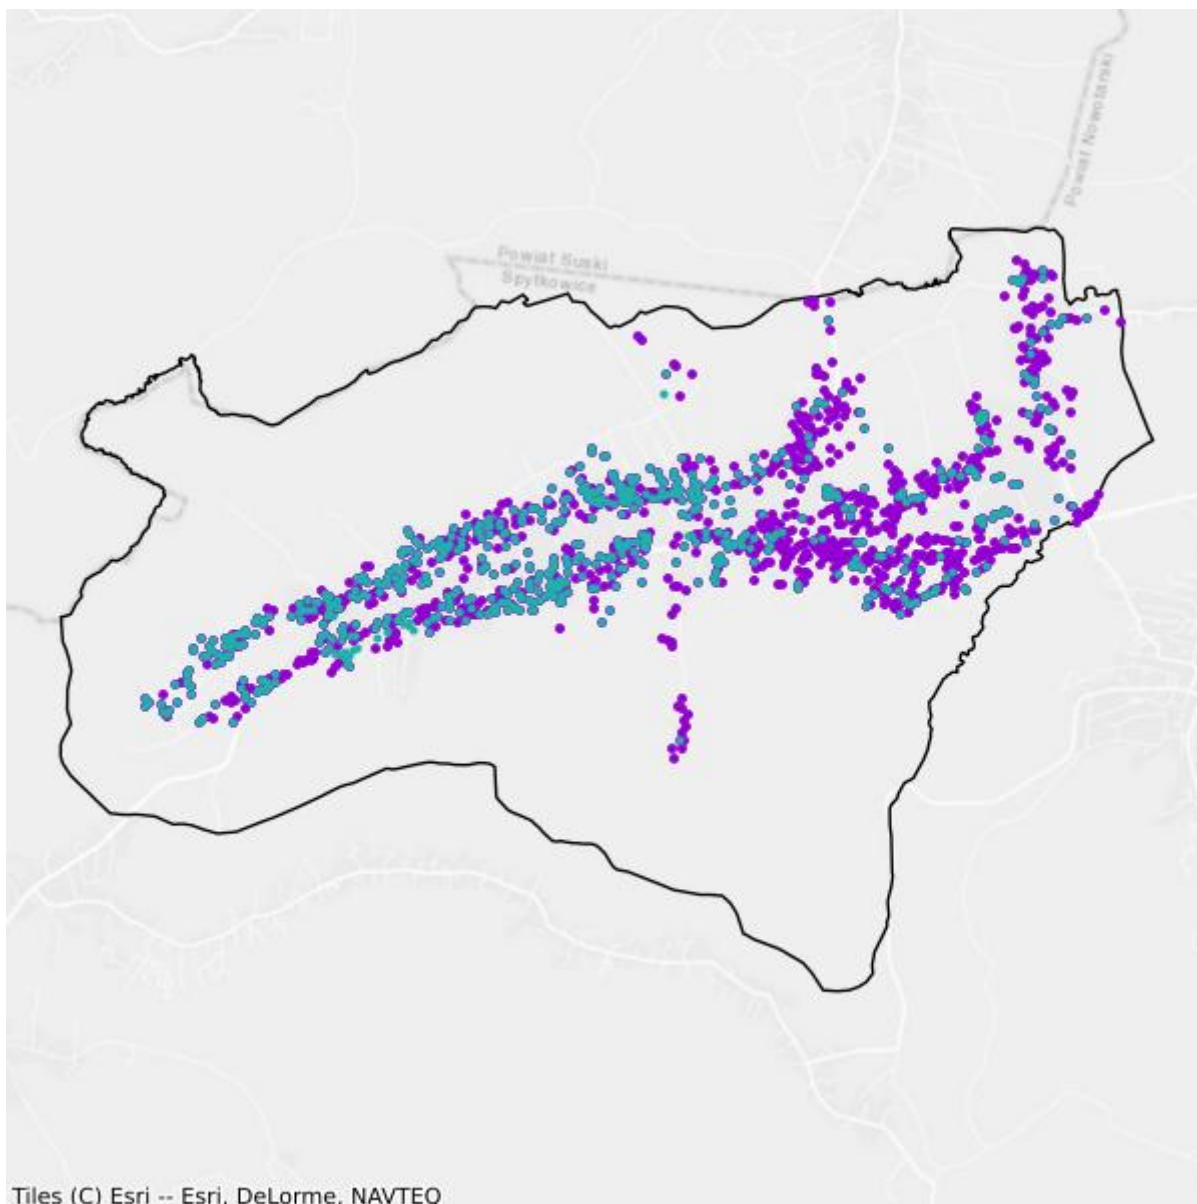 Powiat Nowotarski
Powiat Suski
Spytkowice
Tiles (C) Esri -- Esri, DeLorme, NAVTEQ